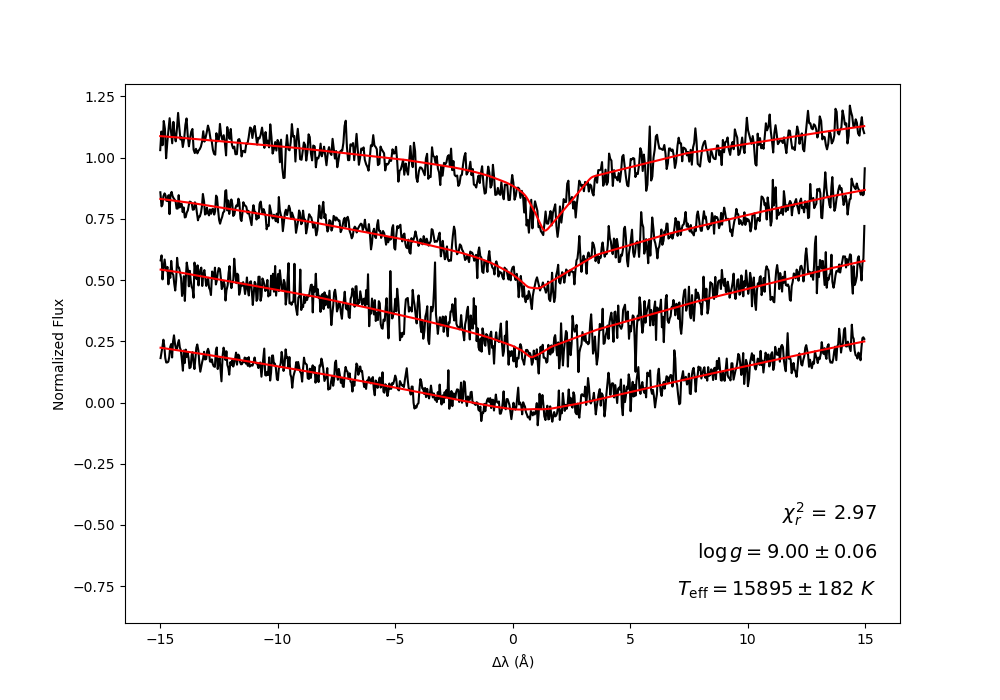 1.25
1.00
0.75
0.50
0.25
0.00
−0.25
−0.50
−0.75
Normalized Flux
χ²ᵣ = 2.97
log g = 9.00 ± 0.06
T_eff = 15895 ± 182 K
−15 −10 −5 0 5 10 15
Δλ (Å)